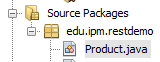 Source Packages
edu.ipm.restdemo
Product.java